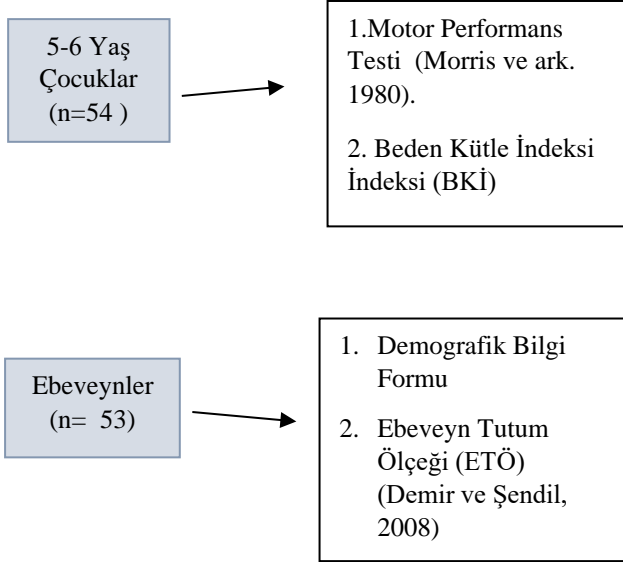 5-6 Yaş
Çocuklar
(n=54 )
1.Motor Performans
Testi (Morris ve ark.
1980).
2. Beden Kütle İndeksi
İndeksi (BKİ)
Ebeveynler
(n= 53)
1. Demografik Bilgi
Formu
2. Ebeveyn Tutum
Ölçeği (ETÖ)
(Demir ve Şendil,
2008)